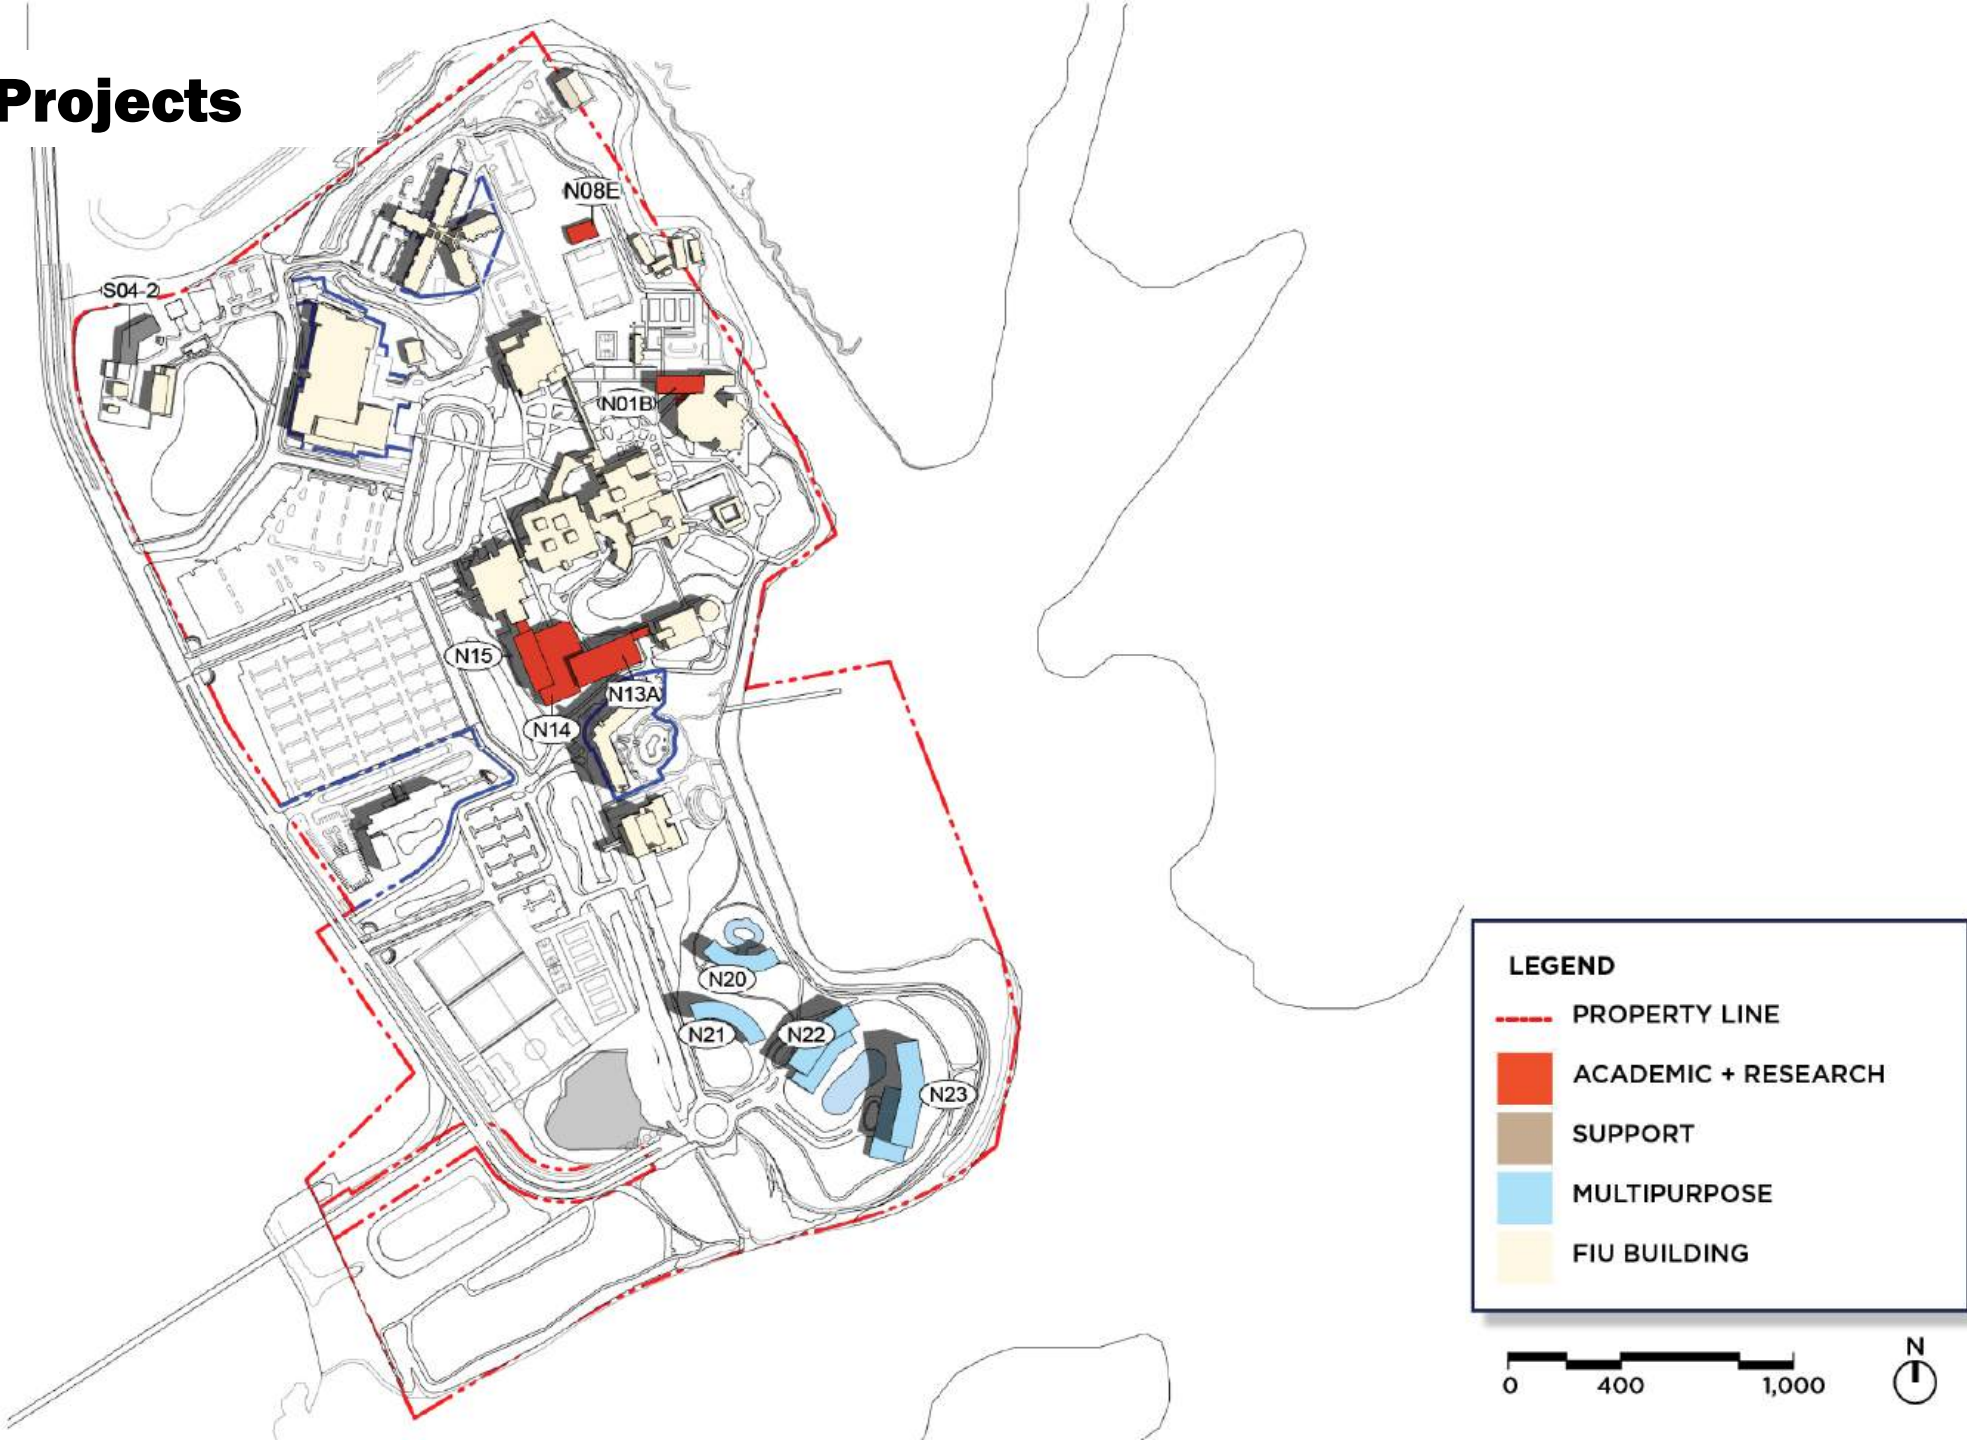 Projects
N08E
S04-2
N01B
N15
N13A
N14
N20
N21
N22
N23
LEGEND
PROPERTY LINE
ACADEMIC + RESEARCH
SUPPORT
MULTIPURPOSE
FIU BUILDING
N
0 400 1,000